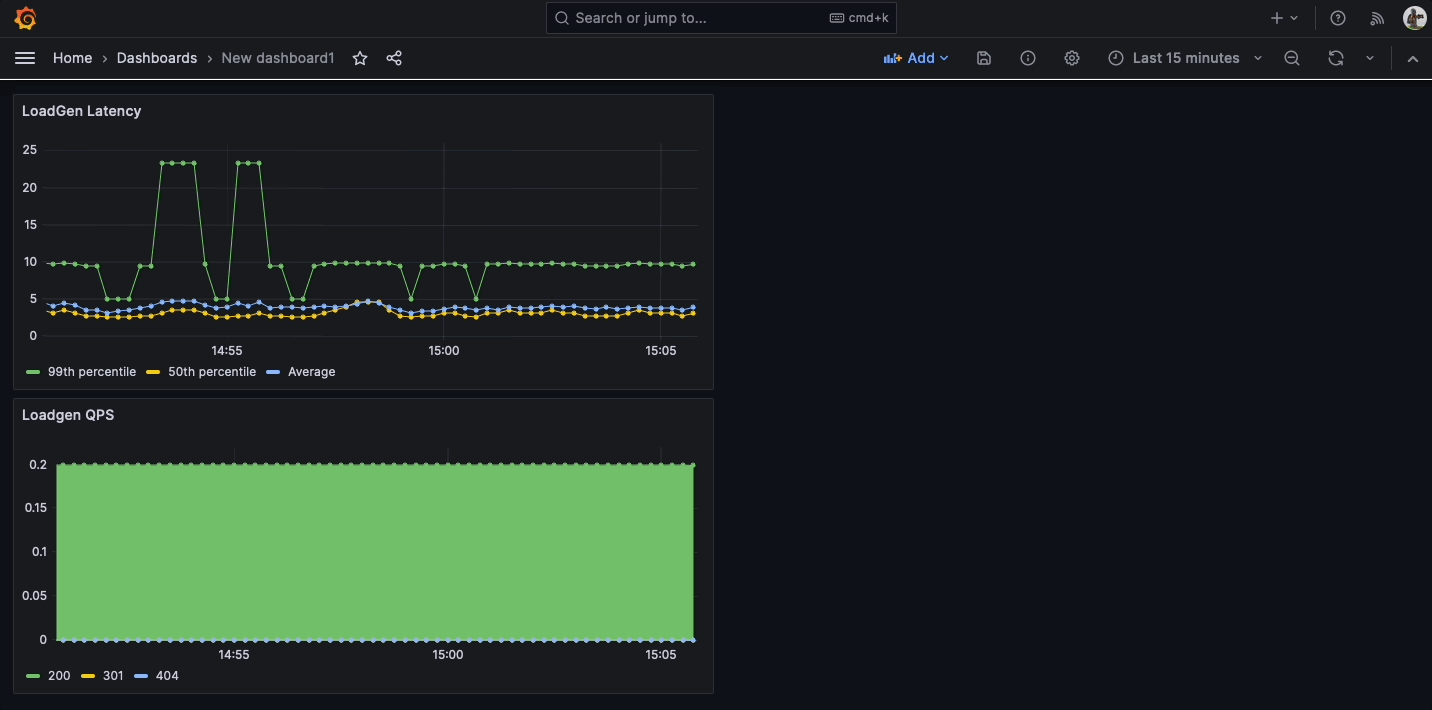 Search or jump to... cmd+k
Home Dashboards New dashboard1 Add Last 15 minutes
LoadGen Latency
25
20
15
10
5
0
14:55 15:00 15:05
99th percentile 50th percentile Average
Loadgen QPS
0.2
0.15
0.1
0.05
0
14:55 15:00 15:05
200 301 404